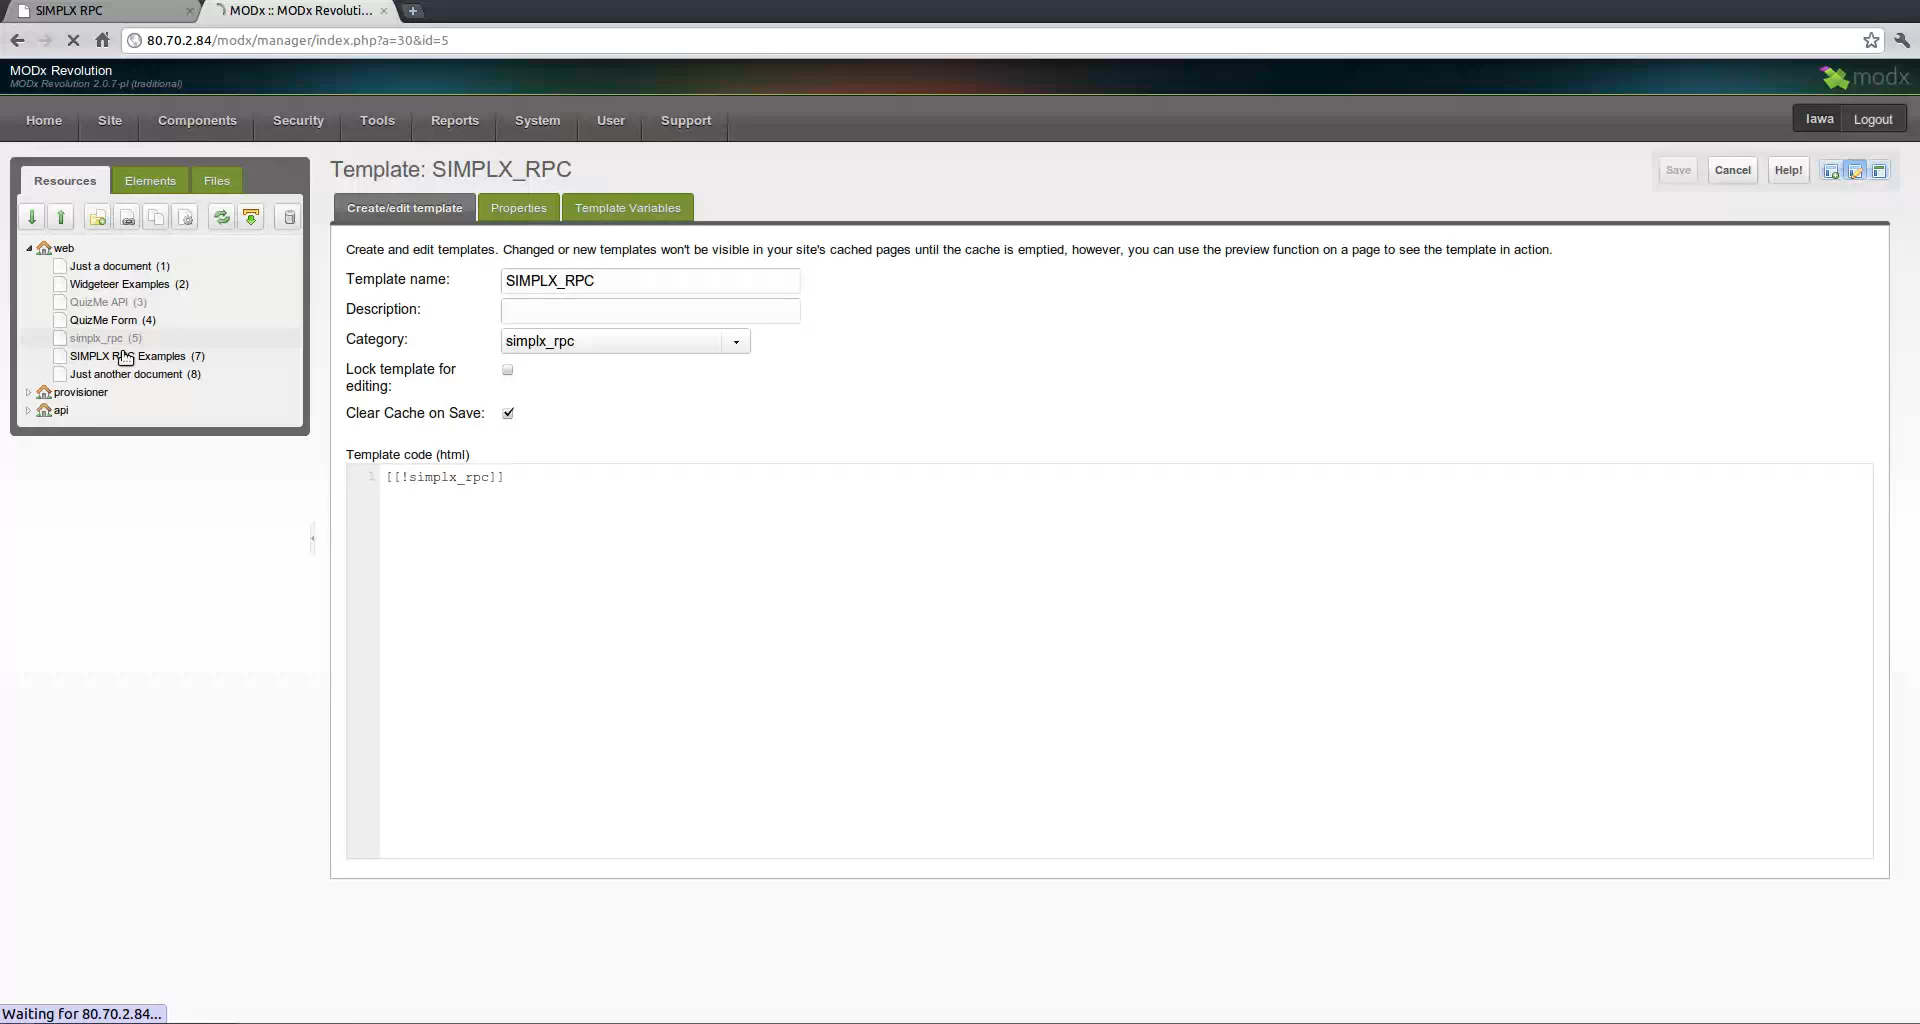 SIMPLX RPC
MODx :: MODx Revoluti...
80.70.2.84/modx/manager/index.php?a=30&id=5
MODx Revolution
MODx Revolution 2.0.7-pl (traditional)
modx
Home Site Components Security Tools Reports System User Support
lawa Logout
Resources Elements Files
Template: SIMPLX_RPC
Save Cancel Help!
Create/edit template Properties Template Variables
web
Just a document (1)
Widgeteer Examples (2)
QuizMe API (3)
QuizMe Form (4)
simplx_rpc (5)
SIMPLX RPC Examples (7)
Just another document (8)
provisioner
api
Create and edit templates. Changed or new templates won't be visible in your site's cached pages until the cache is emptied, however, you can use the preview function on a page to see the template in action.
Template name: SIMPLX_RPC
Description:
Category: simplx_rpc
Lock template for
editing:
Clear Cache on Save:
Template code (html)
1 [[!simplx_rpc]]
Waiting for 80.70.2.84...